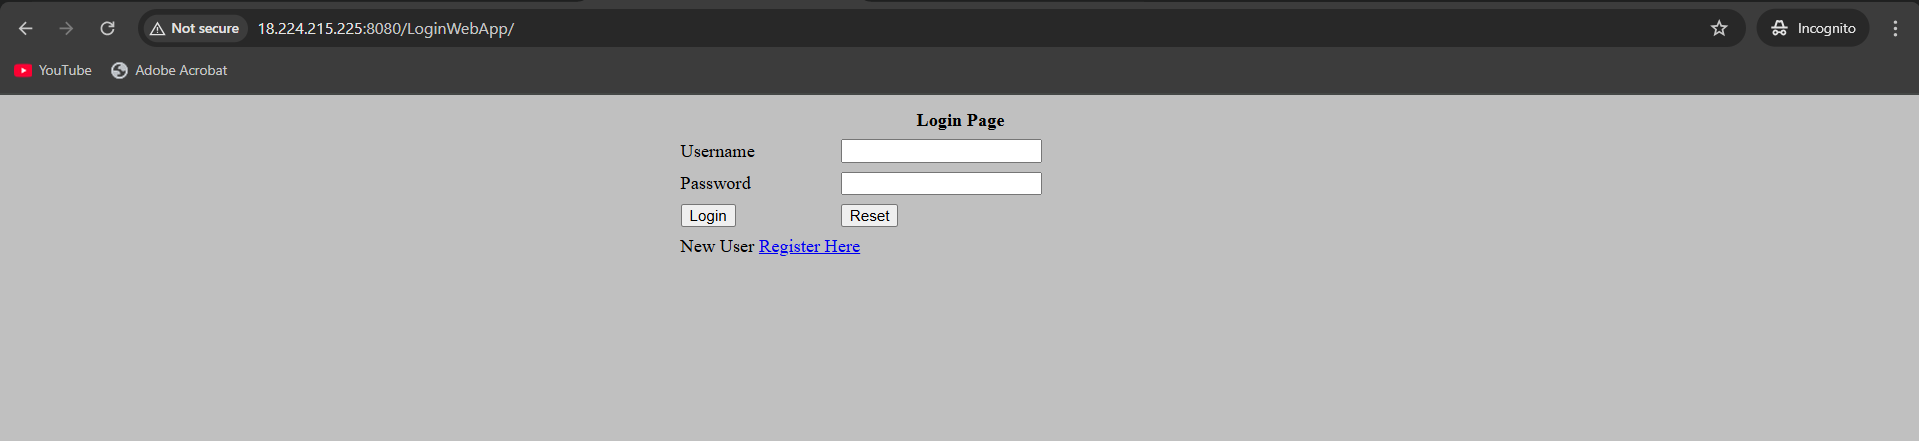 Not secure 18.224.215.225:8080/LoginWebApp/ Incognito
YouTube Adobe Acrobat
Login Page
Username
Password
Login Reset
New User Register Here